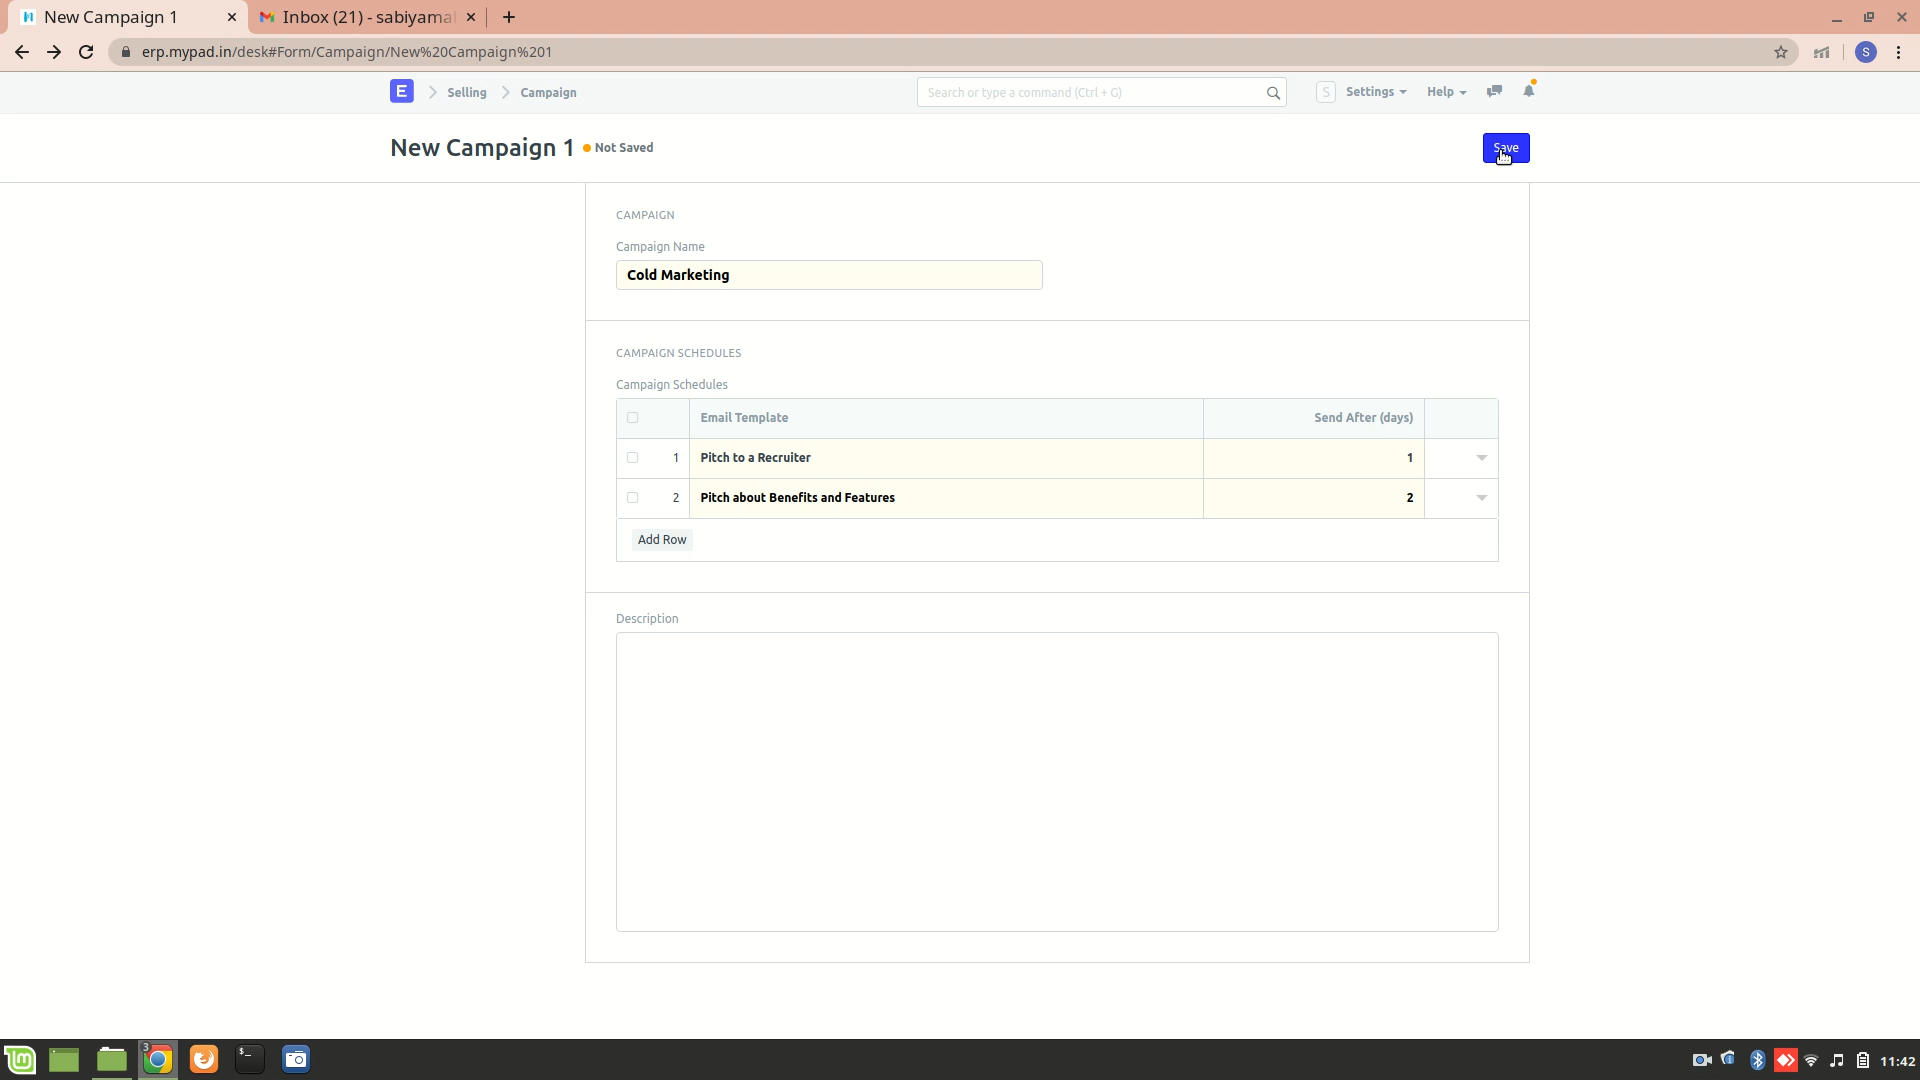 New Campaign 1
Inbox (21) - sabiyamal
erp.mypad.in/desk#Form/Campaign/New%20Campaign%201
S
E
Selling
Campaign
Search or type a command (Ctrl + G)
S
Settings
Help
New Campaign 1
Not Saved
Save
CAMPAIGN
Campaign Name
Cold Marketing
CAMPAIGN SCHEDULES
Campaign Schedules
Email Template Send After (days)
1 Pitch to a Recruiter 1
2 Pitch about Benefits and Features 2
Add Row
Description
3
11:42